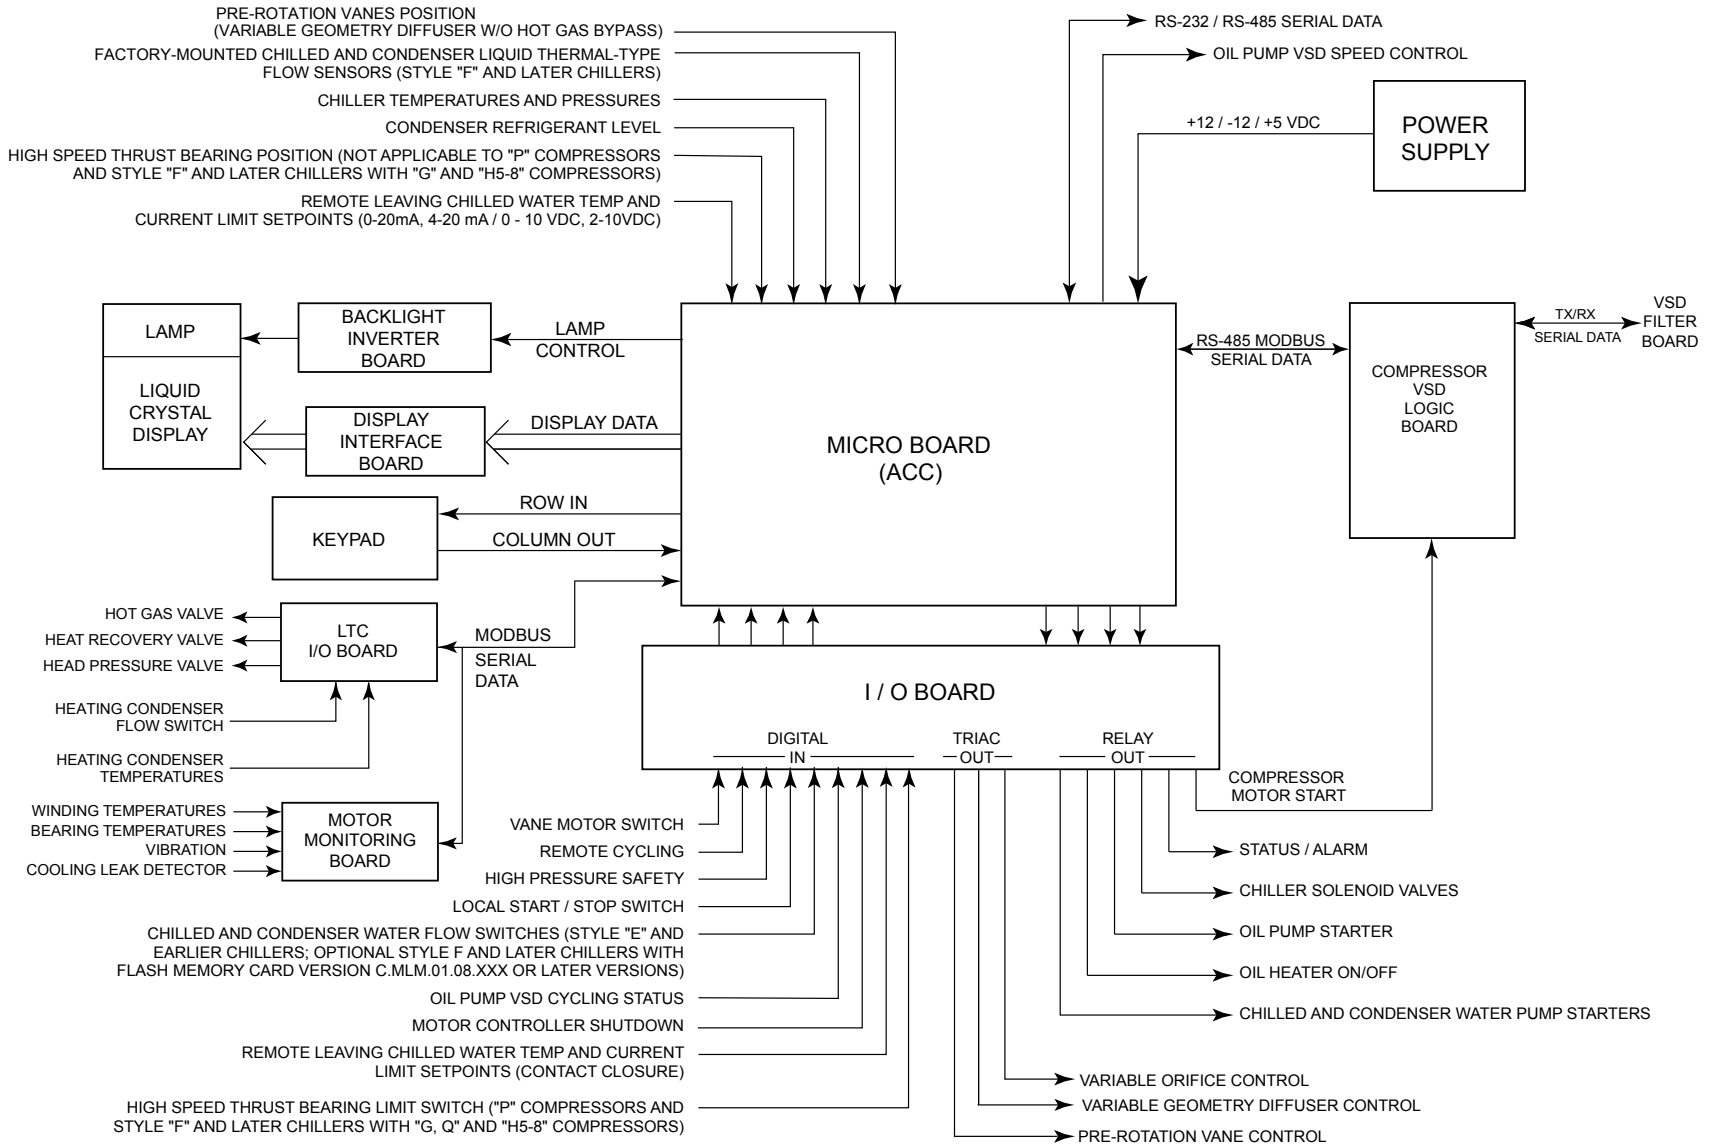 PRE-ROTATION VANES POSITION
(VARIABLE GEOMETRY DIFFUSER W/O HOT GAS BYPASS)
FACTORY-MOUNTED CHILLED AND CONDENSER LIQUID THERMAL-TYPE
FLOW SENSORS (STYLE "F" AND LATER CHILLERS)
CHILLER TEMPERATURES AND PRESSURES
CONDENSER REFRIGERANT LEVEL
HIGH SPEED THRUST BEARING POSITION (NOT APPLICABLE TO "P" COMPRESSORS
AND STYLE "F" AND LATER CHILLERS WITH "G" AND "H5-8" COMPRESSORS)
REMOTE LEAVING CHILLED WATER TEMP AND
CURRENT LIMIT SETPOINTS (0-20mA, 4-20 mA / 0 - 10 VDC, 2-10VDC)
RS-232 / RS-485 SERIAL DATA
OIL PUMP VSD SPEED CONTROL
+12 / -12 / +5 VDC
POWER
SUPPLY
LAMP
LIQUID
CRYSTAL
DISPLAY
BACKLIGHT
INVERTER
BOARD
LAMP
CONTROL
DISPLAY
INTERFACE
BOARD
DISPLAY DATA
MICRO BOARD
(ACC)
RS-485 MODBUS
SERIAL DATA
COMPRESSOR
VSD
LOGIC
BOARD
TX/RX
SERIAL DATA
VSD
FILTER
BOARD
KEYPAD
ROW IN
COLUMN OUT
HOT GAS VALVE
HEAT RECOVERY VALVE
HEAD PRESSURE VALVE
LTC
I/O BOARD
MODBUS
SERIAL
DATA
HEATING CONDENSER
FLOW SWITCH
HEATING CONDENSER
TEMPERATURES
WINDING TEMPERATURES
BEARING TEMPERATURES
VIBRATION
COOLING LEAK DETECTOR
MOTOR
MONITORING
BOARD
I / O BOARD
DIGITAL
IN
TRIAC
OUT
RELAY
OUT
VANE MOTOR SWITCH
REMOTE CYCLING
HIGH PRESSURE SAFETY
LOCAL START / STOP SWITCH
CHILLED AND CONDENSER WATER FLOW SWITCHES (STYLE "E" AND
EARLIER CHILLERS; OPTIONAL STYLE F AND LATER CHILLERS WITH
FLASH MEMORY CARD VERSION C.MLM.01.08.XXX OR LATER VERSIONS)
OIL PUMP VSD CYCLING STATUS
MOTOR CONTROLLER SHUTDOWN
REMOTE LEAVING CHILLED WATER TEMP AND CURRENT
LIMIT SETPOINTS (CONTACT CLOSURE)
HIGH SPEED THRUST BEARING LIMIT SWITCH ("P" COMPRESSORS AND
STYLE "F" AND LATER CHILLERS WITH "G, Q" AND "H5-8" COMPRESSORS)
COMPRESSOR
MOTOR START
STATUS / ALARM
CHILLER SOLENOID VALVES
OIL PUMP STARTER
OIL HEATER ON/OFF
CHILLED AND CONDENSER WATER PUMP STARTERS
VARIABLE ORIFICE CONTROL
VARIABLE GEOMETRY DIFFUSER CONTROL
PRE-ROTATION VANE CONTROL